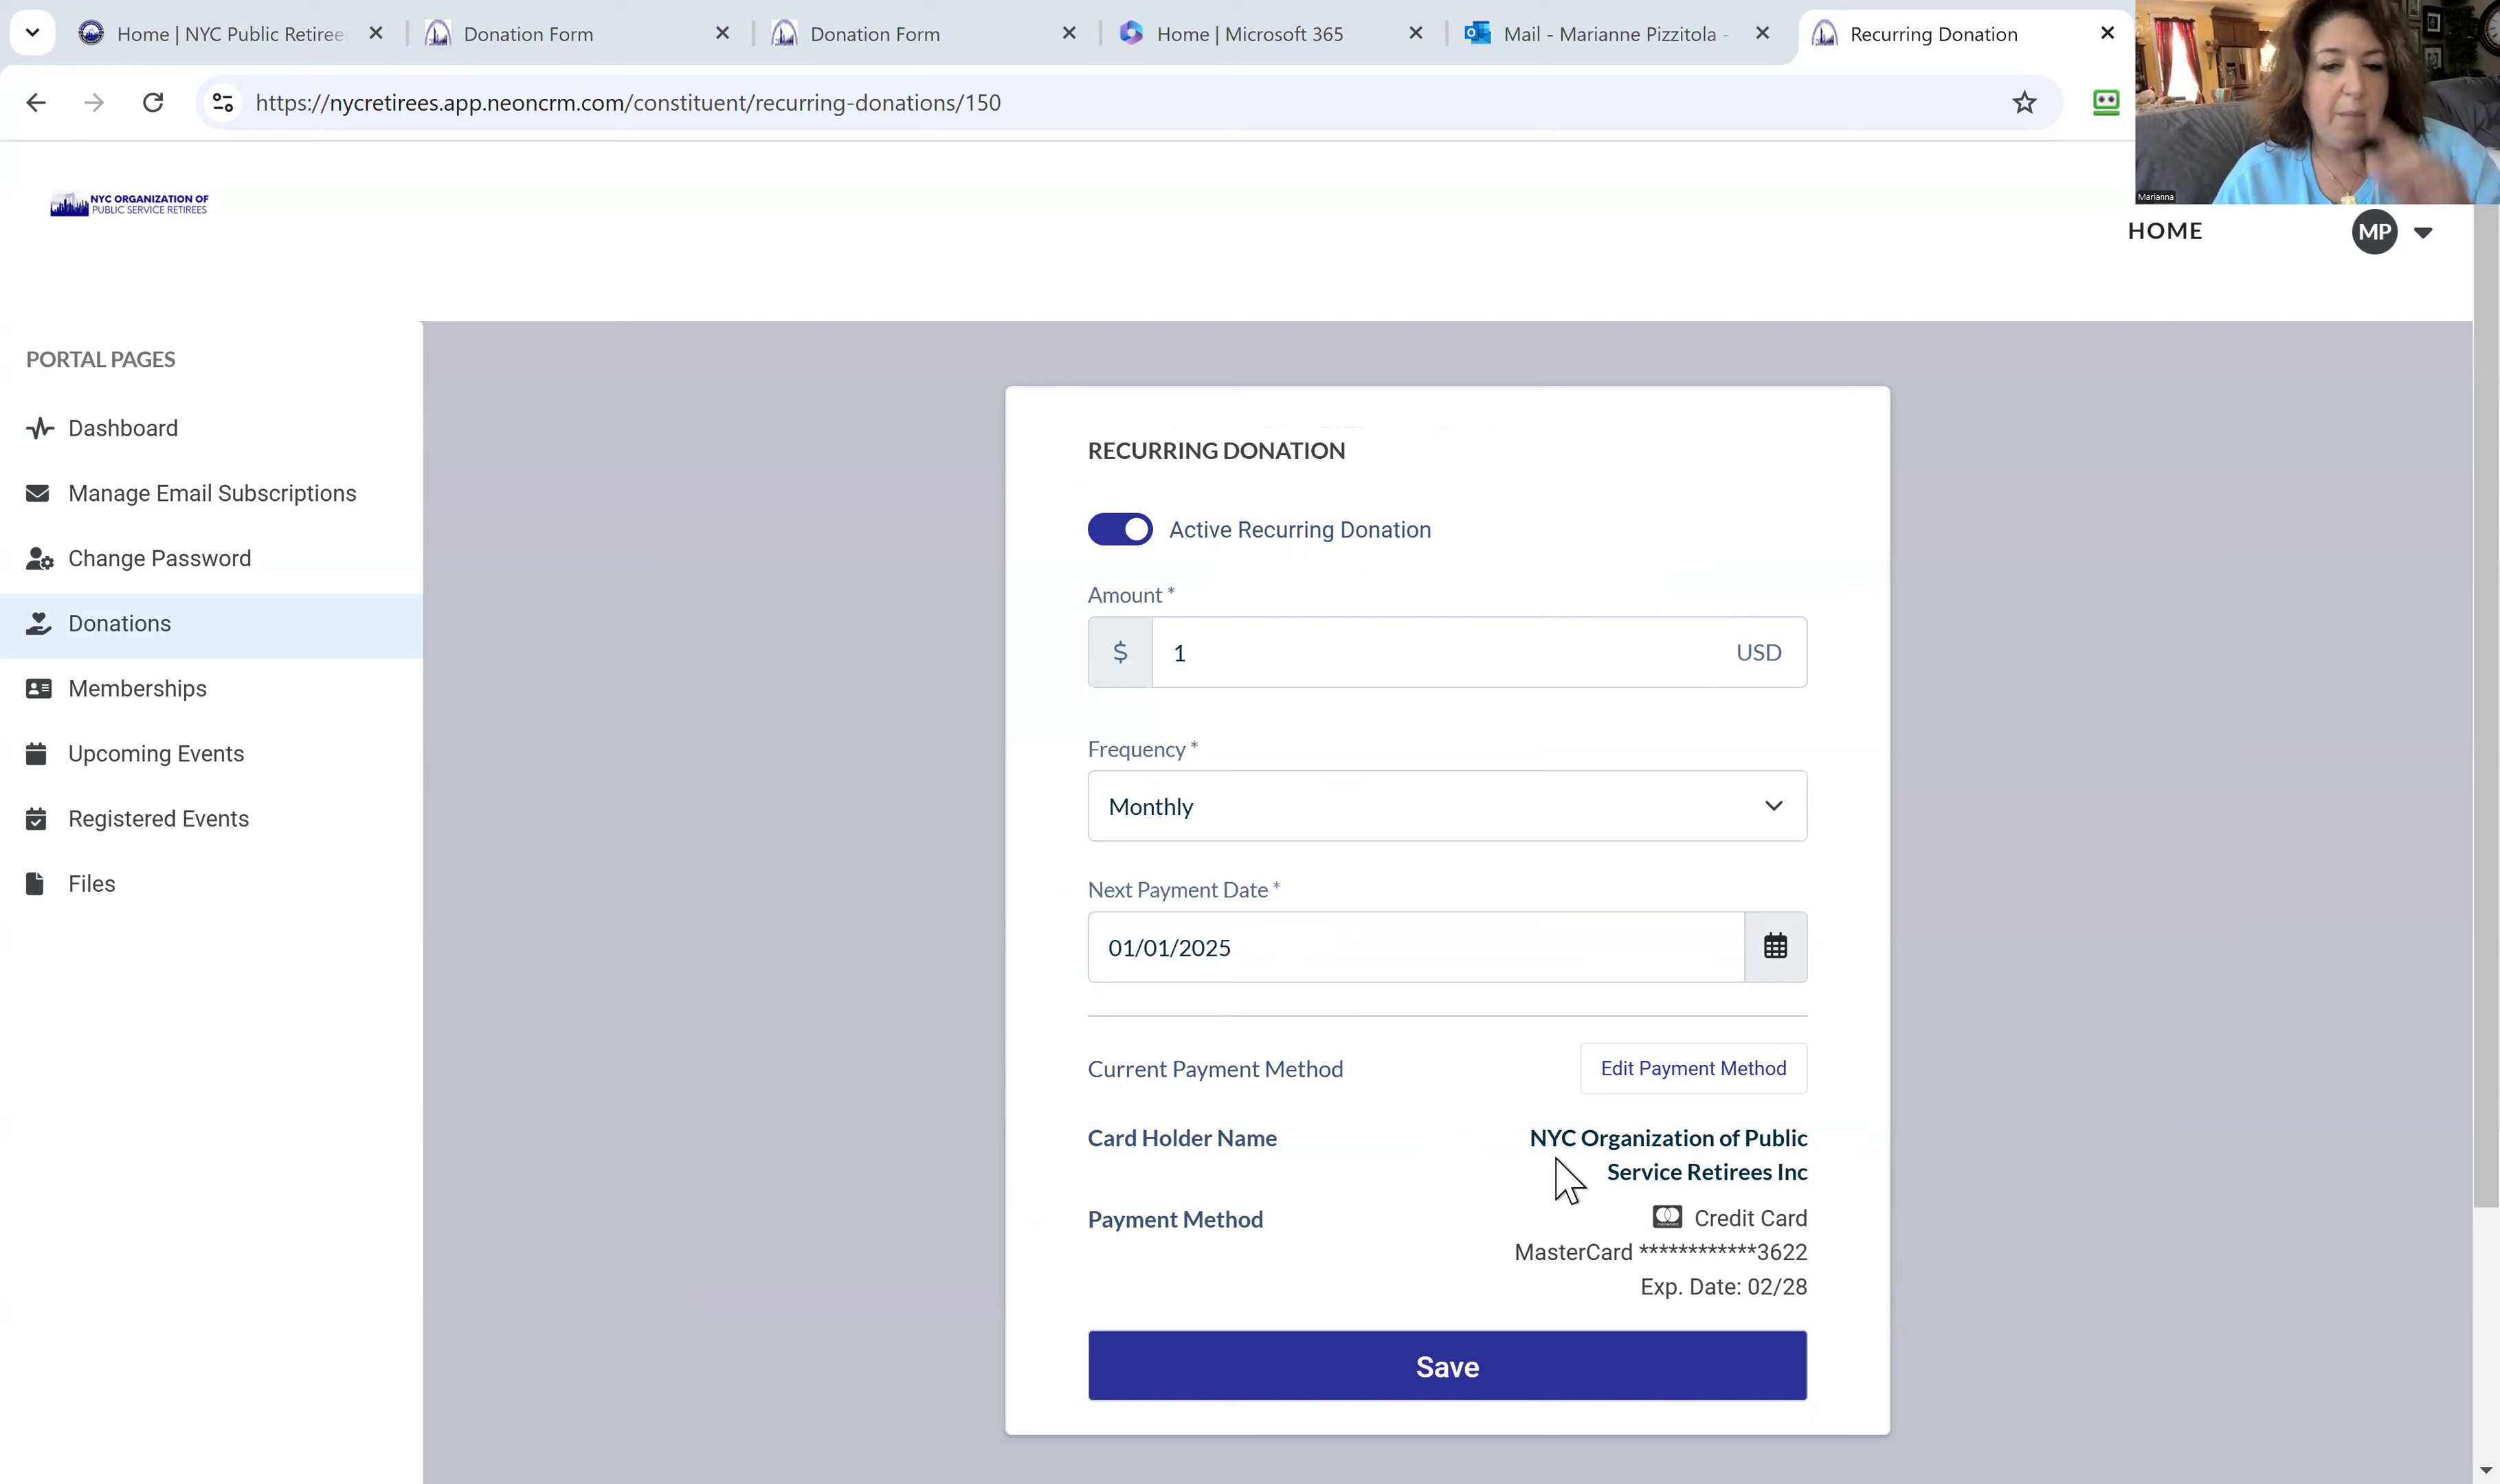 Home | NYC Public Retiree
Donation Form
Donation Form
Home | Microsoft 365
Mail - Marianne Pizzitola -
Recurring Donation
https://nycretirees.app.neoncrm.com/constituent/recurring-donations/150
Marianna
NYC ORGANIZATION OF
PUBLIC SERVICE RETIREES
HOME
MP
PORTAL PAGES
Dashboard
Manage Email Subscriptions
Change Password
Donations
Memberships
Upcoming Events
Registered Events
Files
RECURRING DONATION
Active Recurring Donation
Amount *
$ 1 USD
Frequency *
Monthly
Next Payment Date *
01/01/2025
Current Payment Method
Edit Payment Method
Card Holder Name
NYC Organization of Public
Service Retirees Inc
Payment Method
Credit Card
MasterCard ************3622
Exp. Date: 02/28
Save